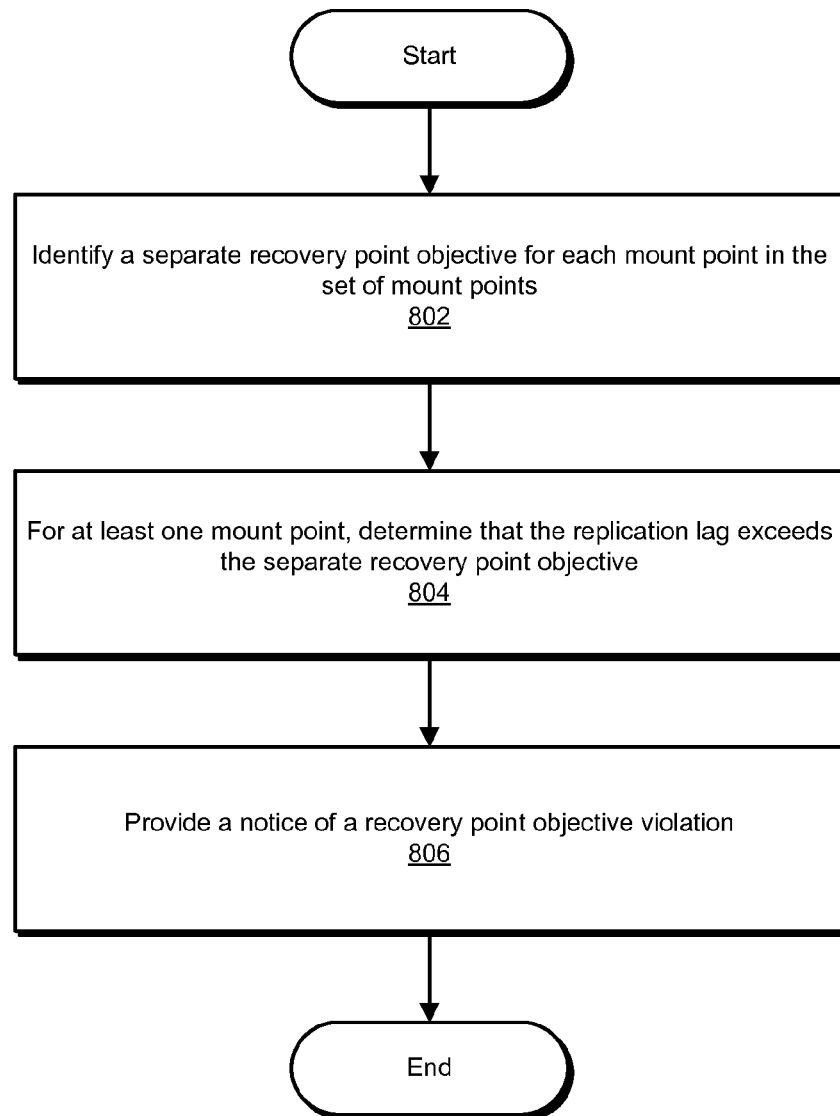 Start
Identify a separate recovery point objective for each mount point in the
set of mount points
802
For at least one mount point, determine that the replication lag exceeds
the separate recovery point objective
804
Provide a notice of a recovery point objective violation
806
End